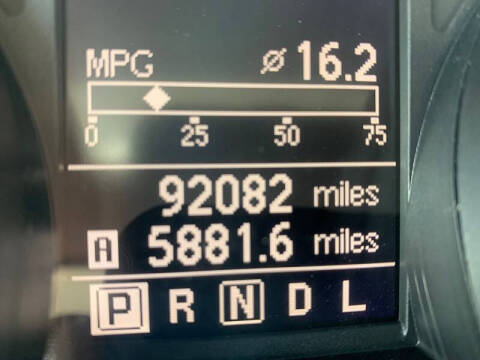 MPG ⌀ 16.2
0 25 50 75
92082 miles
A 5881.6 miles
P R N D L